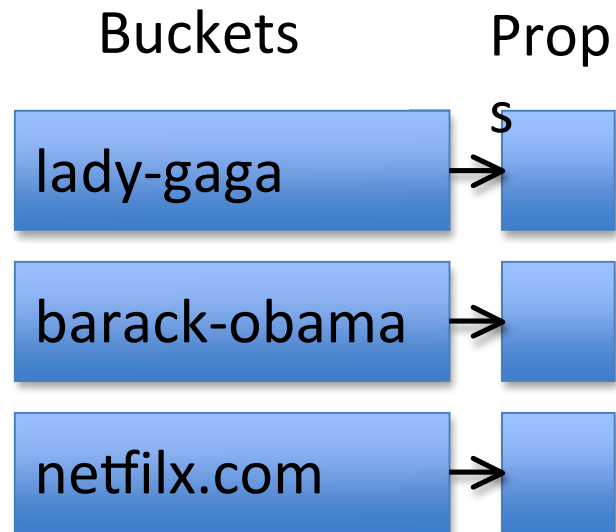 Buckets
Prop
s
lady-gaga
barack-obama
netfilx.com